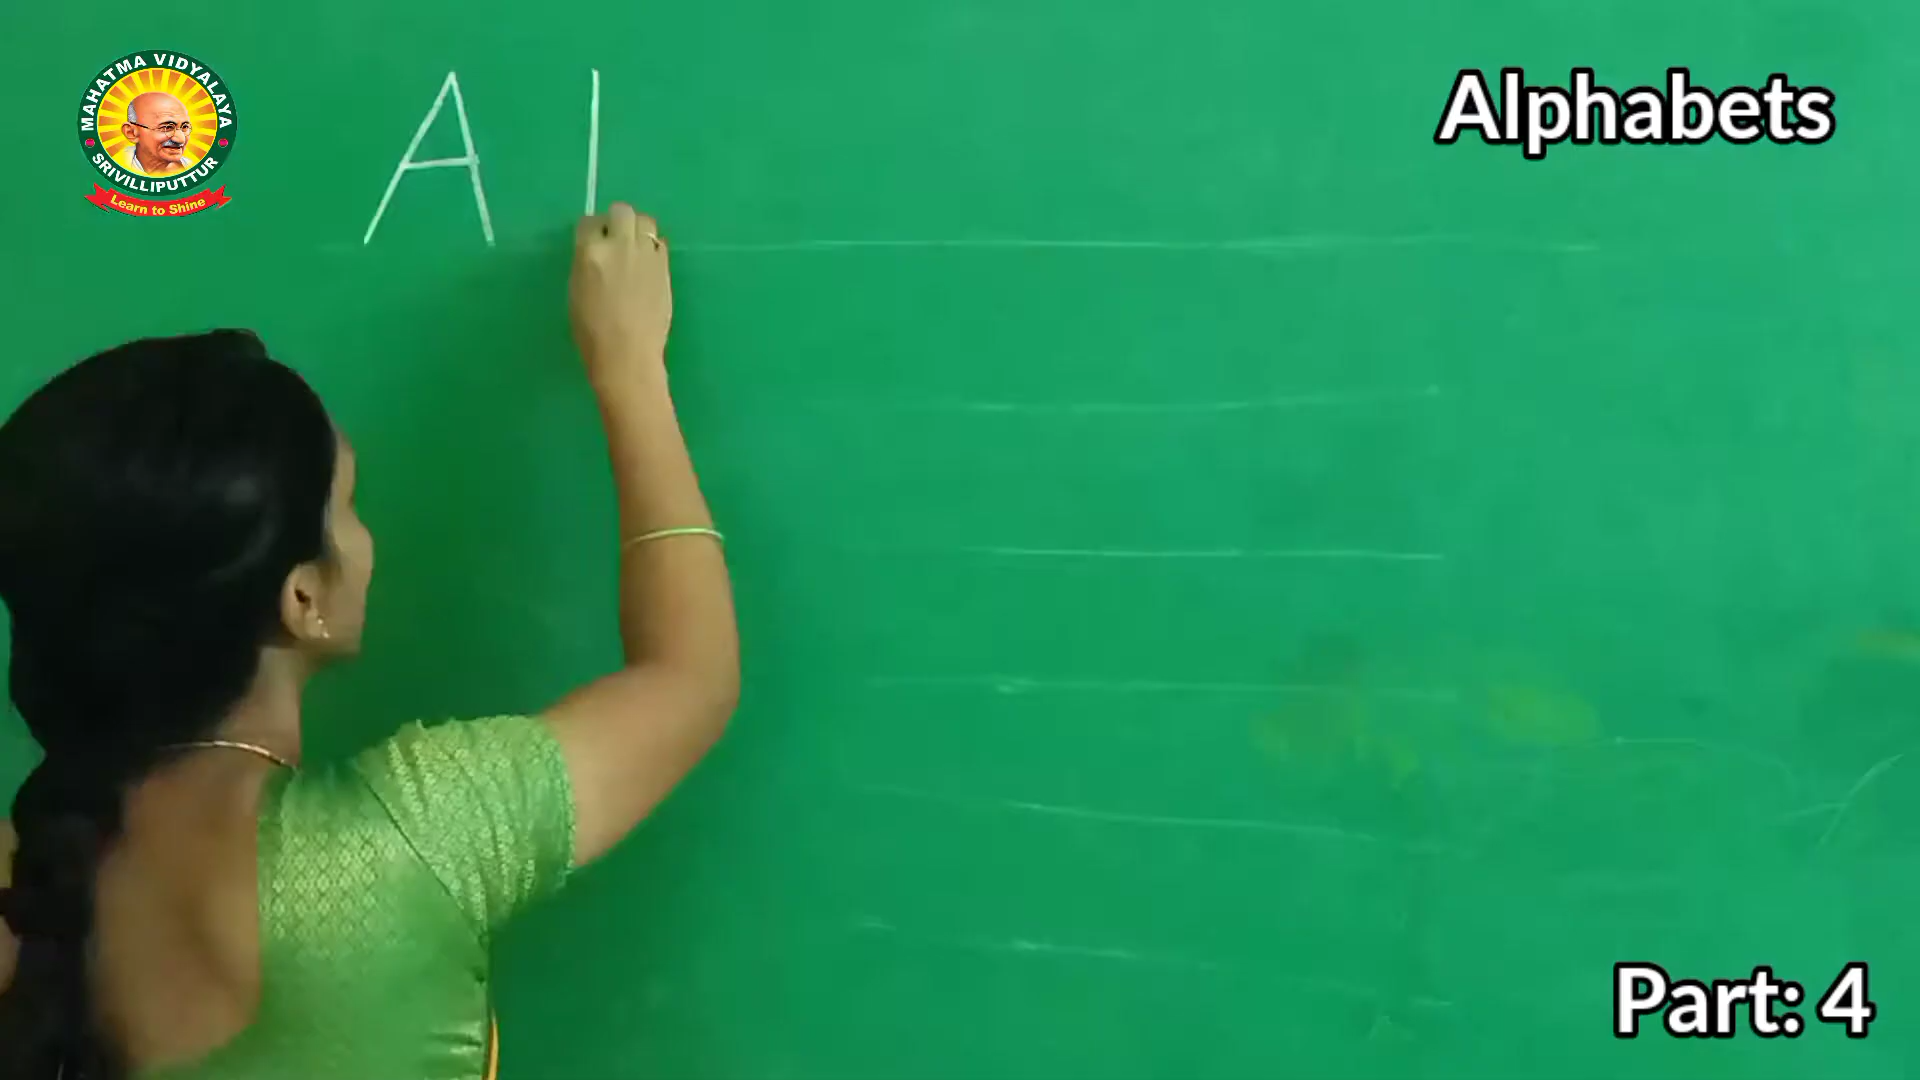 MAHATMA VIDYALAYA
SRIVILLIPUTTUR
Learn to Shine
Alphabets
A l
Part: 4